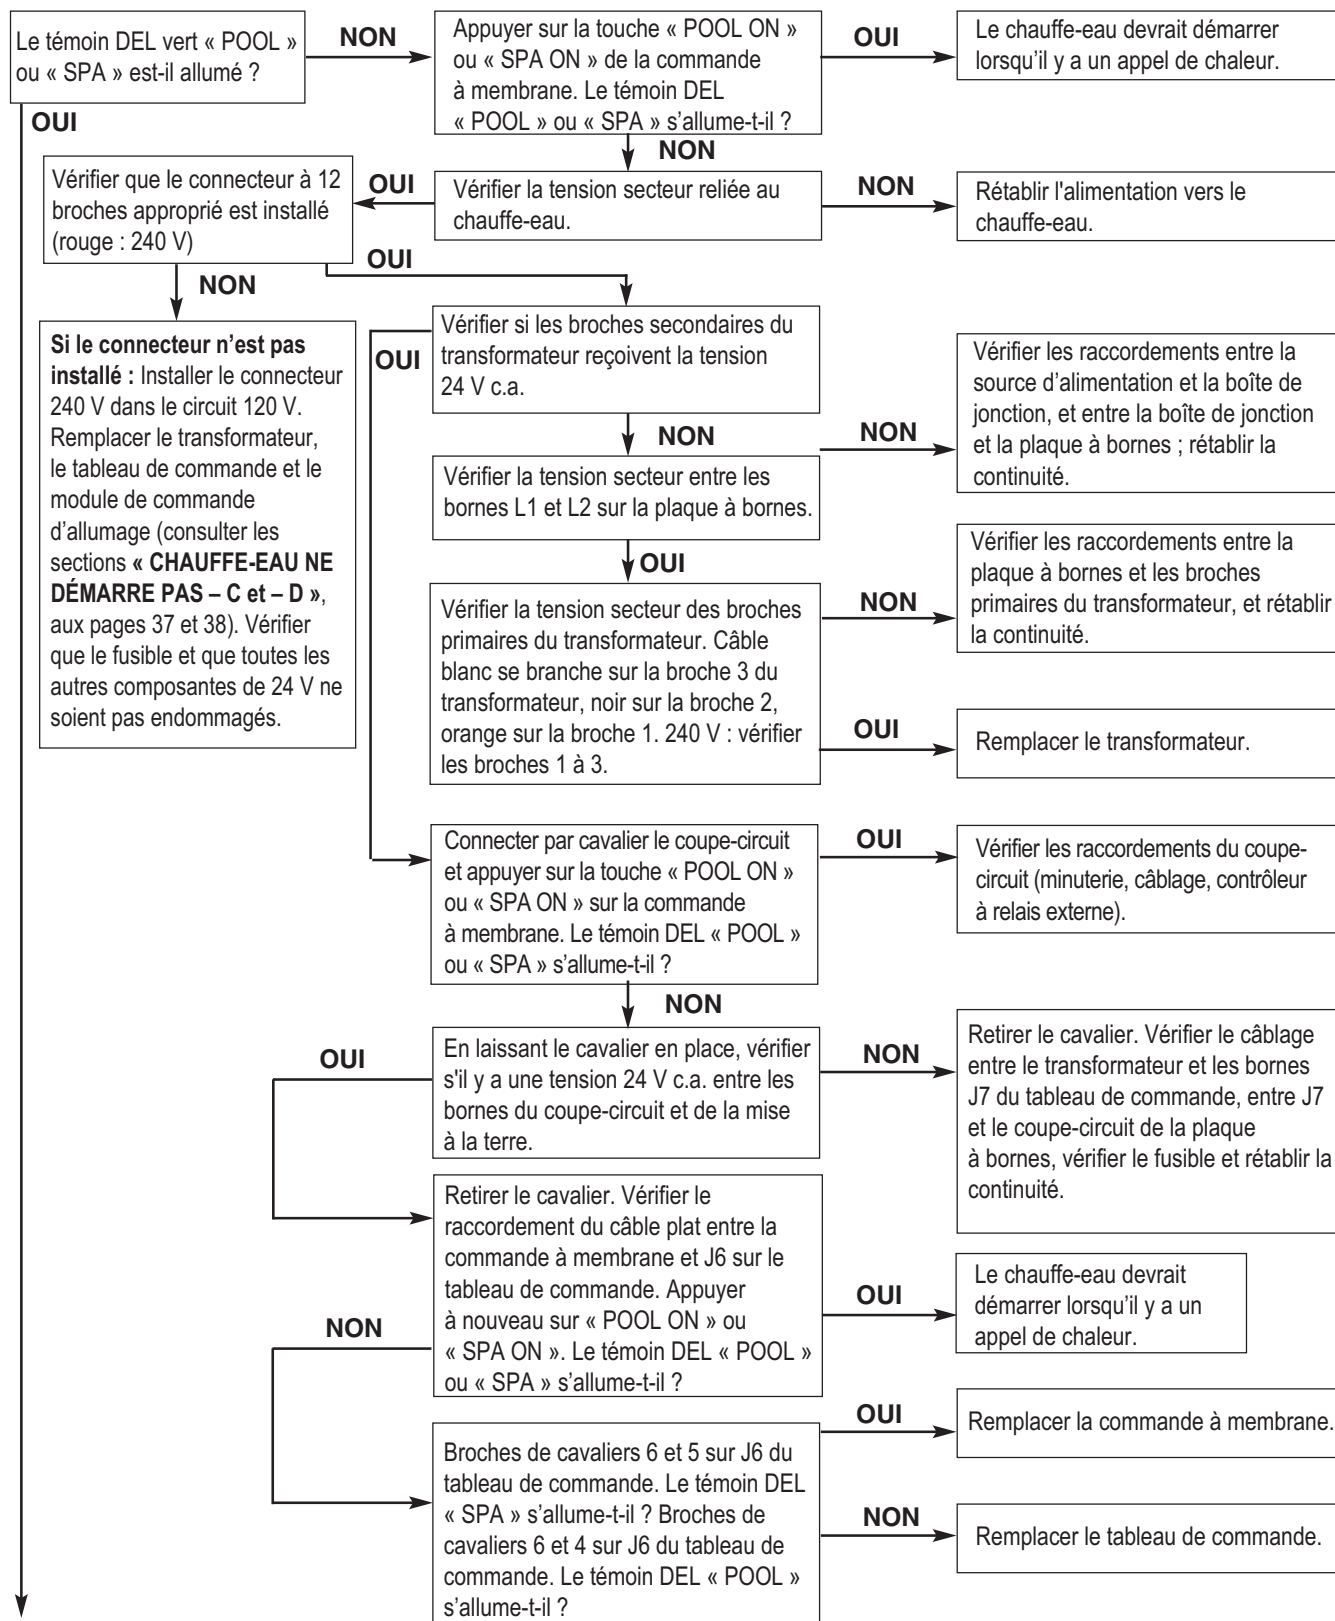 Le témoin DEL vert « POOL »
ou « SPA » est-il allumé ?
NON
Appuyer sur la touche « POOL ON »
ou « SPA ON » de la commande
à membrane. Le témoin DEL
« POOL » ou « SPA » s’allume-t-il ?
OUI
Le chauffe-eau devrait démarrer
lorsqu’il y a un appel de chaleur.
OUI
NON
Vérifier que le connecteur à 12
broches approprié est installé
(rouge : 240 V)
OUI
Vérifier la tension secteur reliée au
chauffe-eau.
NON
Rétablir l'alimentation vers le
chauffe-eau.
OUI
NON
Si le connecteur n’est pas
installé : Installer le connecteur
240 V dans le circuit 120 V.
Remplacer le transformateur,
le tableau de commande et le
module de commande
d’allumage (consulter les
sections « CHAUFFE-EAU NE
DÉMARRE PAS – C et – D »,
aux pages 37 et 38). Vérifier
que le fusible et que toutes les
autres composantes de 24 V ne
soient pas endommagés.
OUI
Vérifier si les broches secondaires du
transformateur reçoivent la tension
24 V c.a.
NON
Vérifier la tension secteur entre les
bornes L1 et L2 sur la plaque à bornes.
NON
Vérifier les raccordements entre la
source d’alimentation et la boîte de
jonction, et entre la boîte de jonction
et la plaque à bornes ; rétablir la
continuité.
OUI
Vérifier la tension secteur des broches
primaires du transformateur. Câble
blanc se branche sur la broche 3 du
transformateur, noir sur la broche 2,
orange sur la broche 1. 240 V : vérifier
les broches 1 à 3.
NON
Vérifier les raccordements entre la
plaque à bornes et les broches
primaires du transformateur, et rétablir
la continuité.
OUI
Remplacer le transformateur.
Connecter par cavalier le coupe-circuit
et appuyer sur la touche « POOL ON »
ou « SPA ON » sur la commande
à membrane. Le témoin DEL « POOL »
ou « SPA » s’allume-t-il ?
OUI
Vérifier les raccordements du coupe-
circuit (minuterie, câblage, contrôleur
à relais externe).
NON
OUI
En laissant le cavalier en place, vérifier
s'il y a une tension 24 V c.a. entre les
bornes du coupe-circuit et de la mise
à la terre.
NON
Retirer le cavalier. Vérifier le câblage
entre le transformateur et les bornes
J7 du tableau de commande, entre J7
et le coupe-circuit de la plaque
à bornes, vérifier le fusible et rétablir la
continuité.
Retirer le cavalier. Vérifier le
raccordement du câble plat entre la
commande à membrane et J6 sur le
tableau de commande. Appuyer
à nouveau sur « POOL ON » ou
« SPA ON ». Le témoin DEL « POOL »
ou « SPA » s’allume-t-il ?
OUI
Le chauffe-eau devrait
démarrer lorsqu’il y a un
appel de chaleur.
NON
Broches de cavaliers 6 et 5 sur J6 du
tableau de commande. Le témoin DEL
« SPA » s’allume-t-il ? Broches de
cavaliers 6 et 4 sur J6 du tableau de
commande. Le témoin DEL « POOL »
s’allume-t-il ?
OUI
Remplacer la commande à membrane.
NON
Remplacer le tableau de commande.